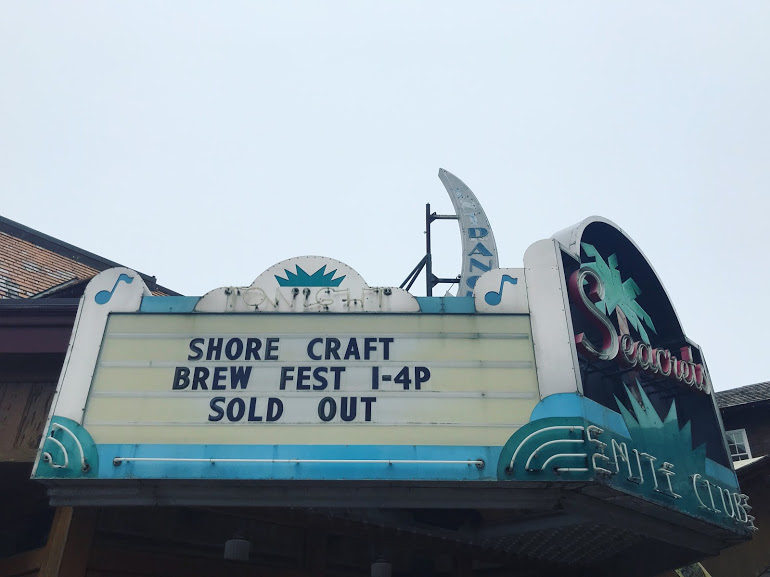 TONIGHT
SHORE CRAFT
BREW FEST 1-4P
SOLD OUT
Seacrets
NITE CLUB